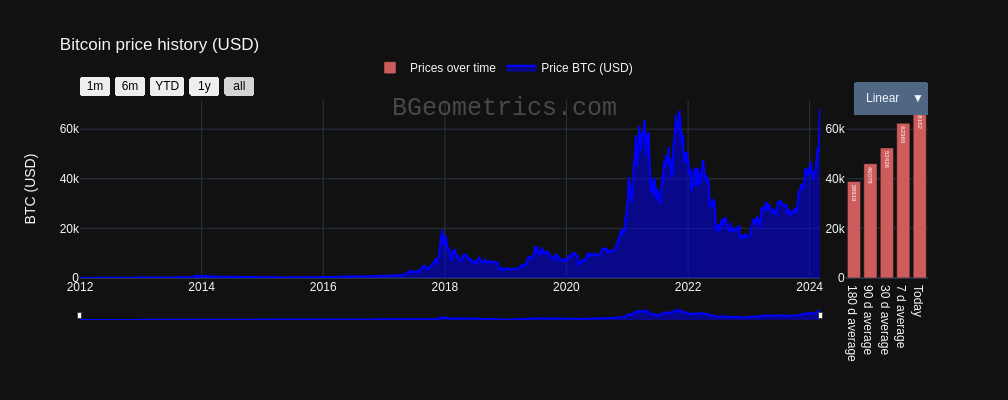 Bitcoin price history (USD)
Prices over time
Price BTC (USD)
1m
6m
YTD
1y
all
Linear ▼
BGeometrics.com
BTC (USD)
60k
40k
20k
0
2012
2014
2016
2018
2020
2022
2024
60k
40k
20k
0
180 d average
90 d average
30 d average
7 d average
Today